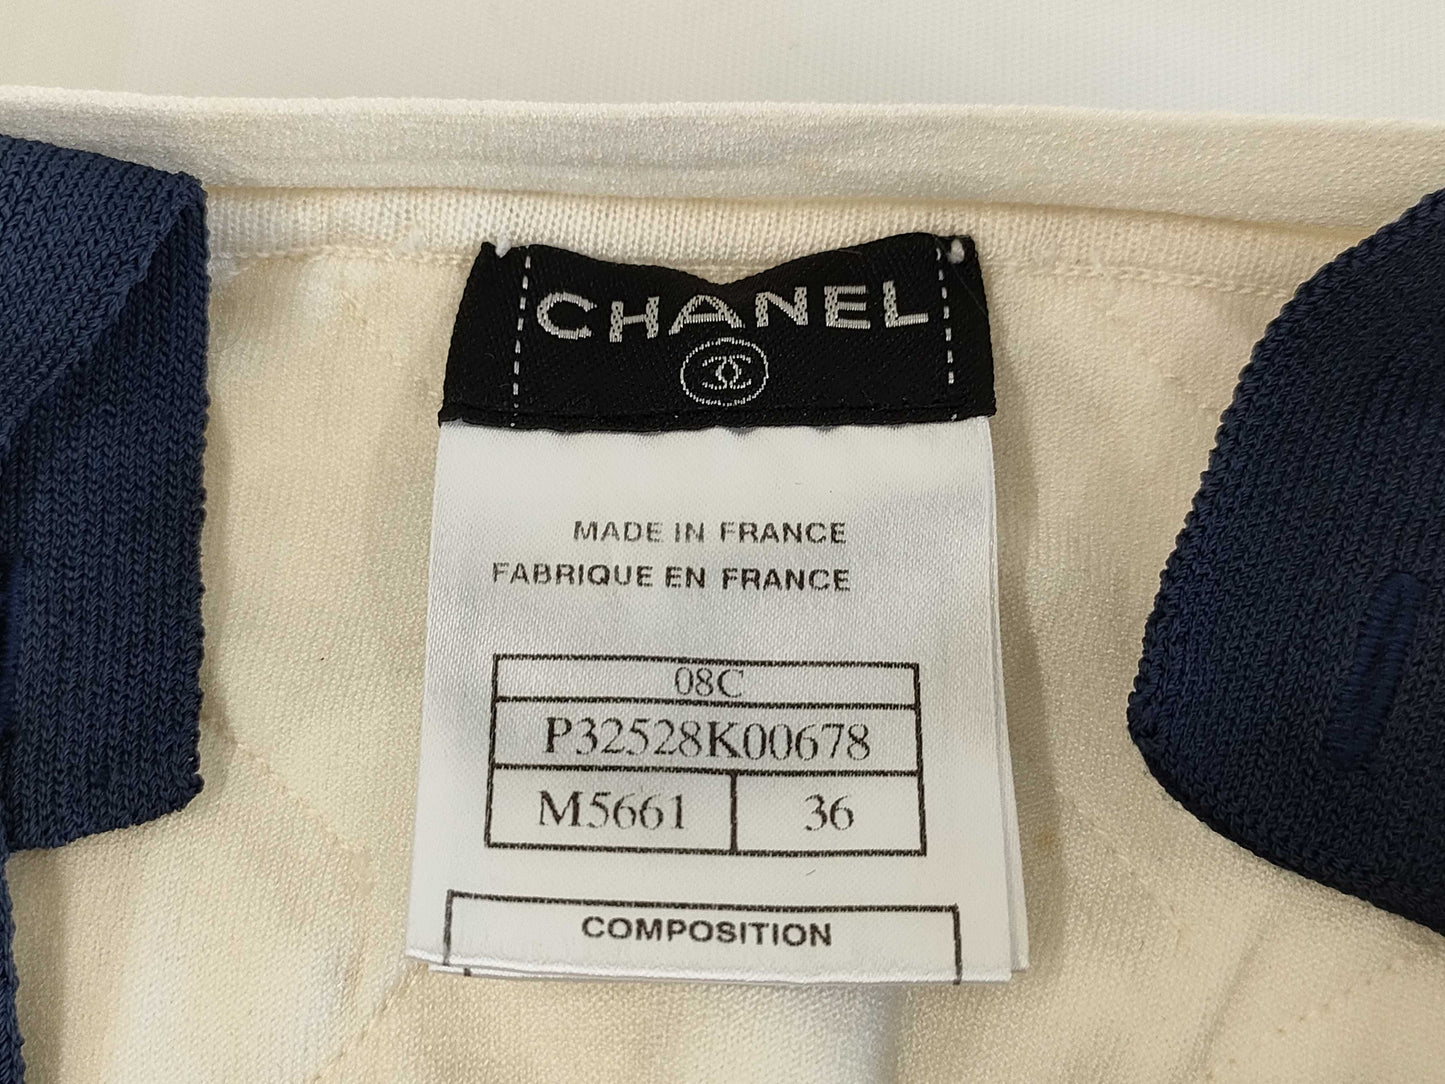 CHANEL
MADE IN FRANCE
FABRIQUE EN FRANCE
08C
P32528K00678
M5661 36
COMPOSITION